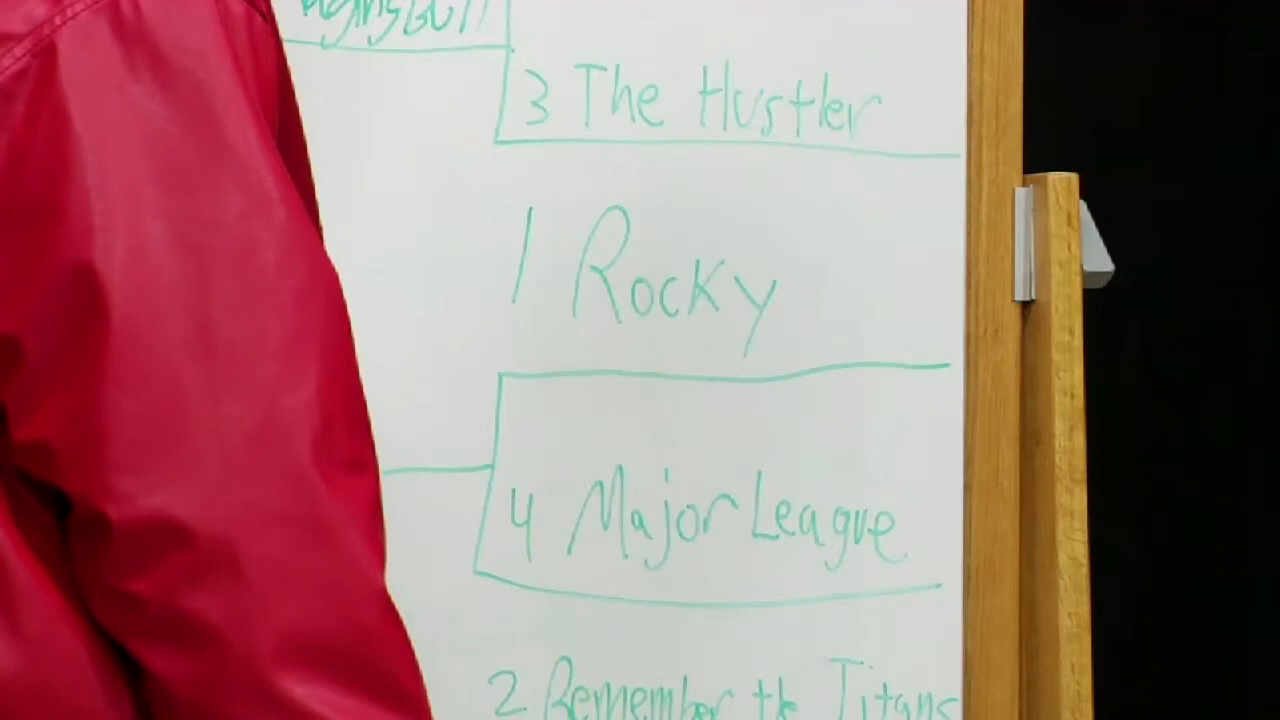 3 The Hustler
1 Rocky
4 Major League
2 Remember the Titans